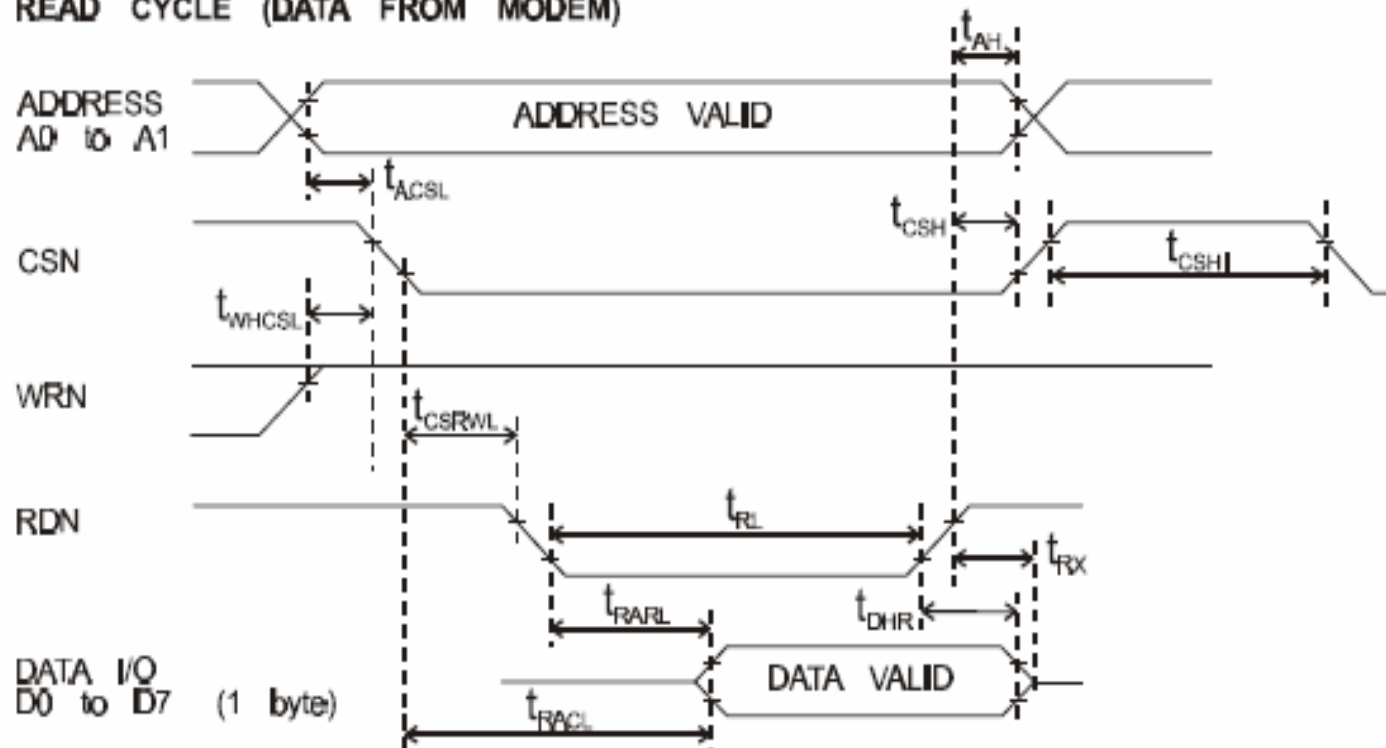 READ CYCLE (DATA FROM MODEM)
tAH
ADDRESS
A0 to A1
ADDRESS VALID
tACSL
tCSH
CSN
tCSHI
tWHCSL
WRN
tCSRWL
RDN
tRL
tRX
tRARL
tDHR
DATA I/O
D0 to D7 (1 byte)
DATA VALID
tRACL